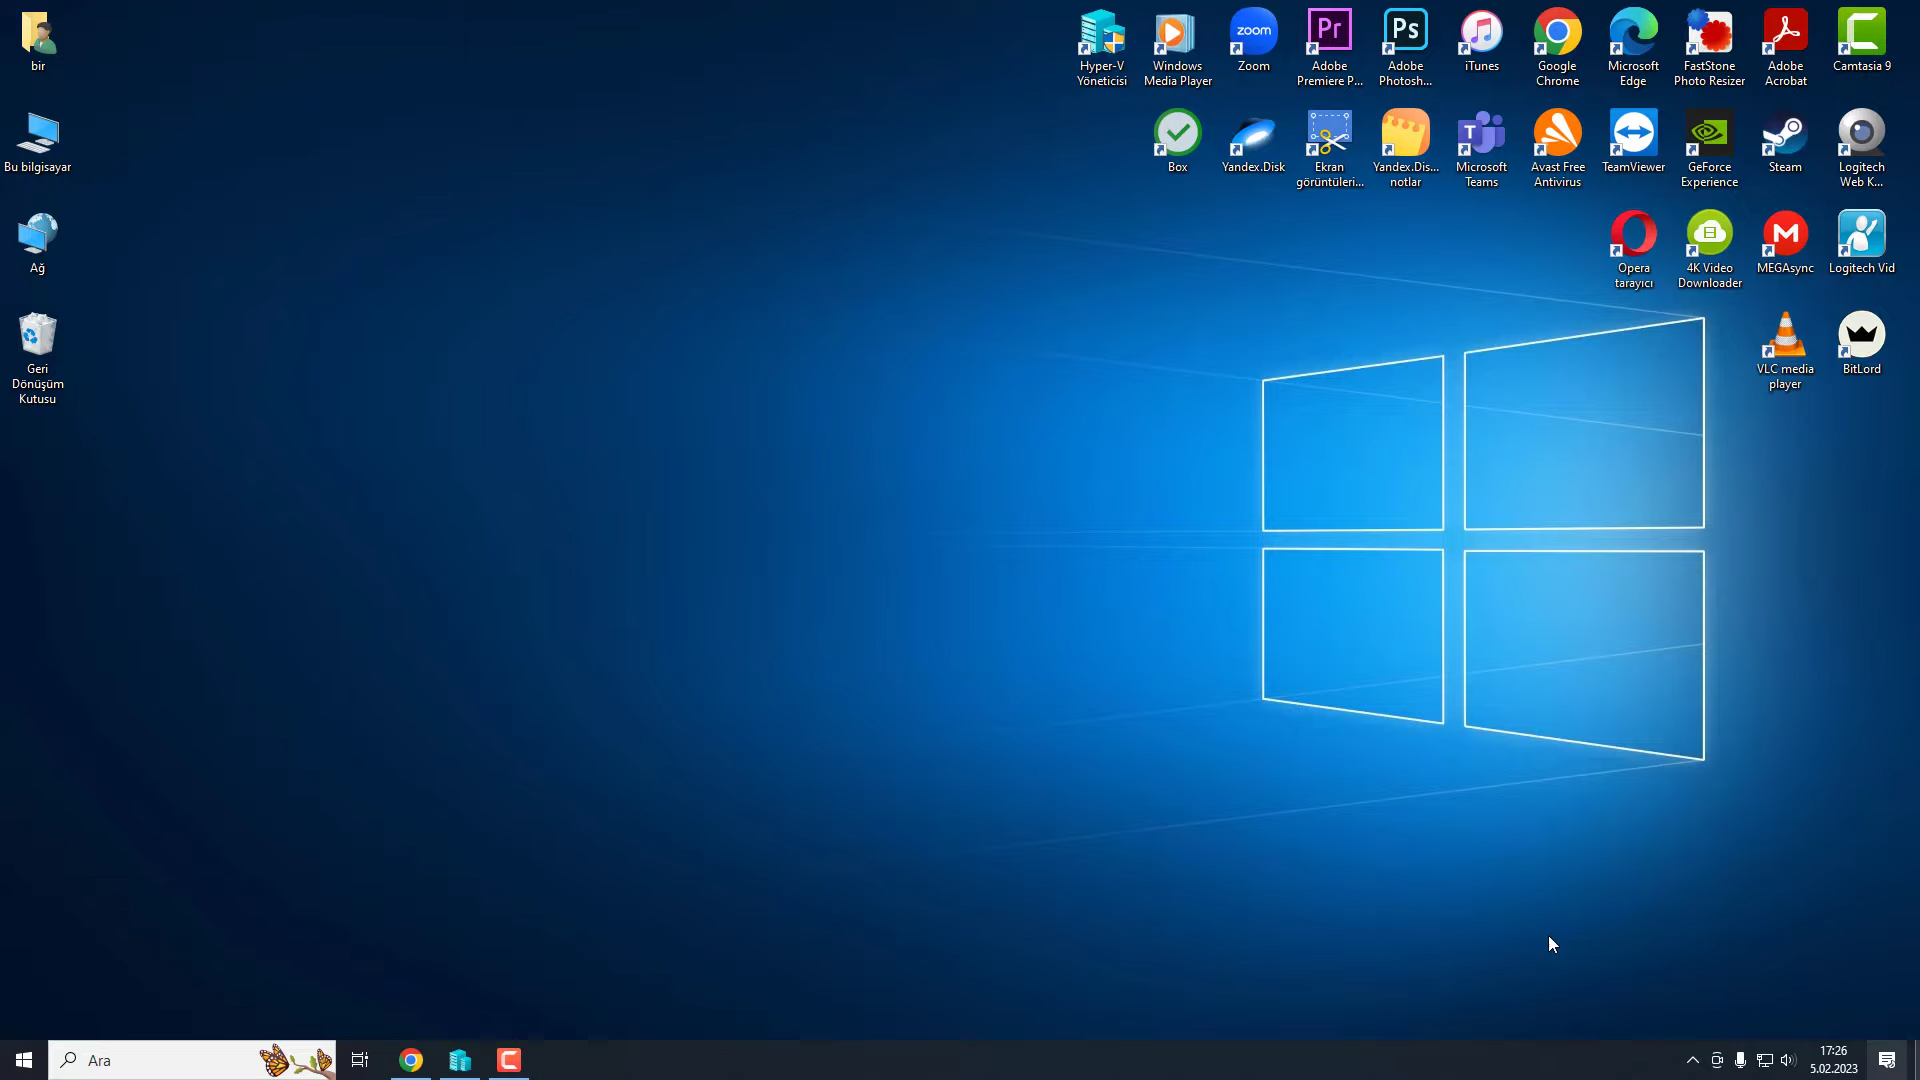 bir
Bu bilgisayar
Ağ
Geri
Dönüşüm
Kutusu
Hyper-V
Yöneticisi
Windows
Media Player
zoom
Zoom
Pr
Adobe
Premiere P...
Ps
Adobe
Photosh...
iTunes
Google
Chrome
Microsoft
Edge
FastStone
Photo Resizer
Adobe
Acrobat
Camtasia 9
Box
Yandex.Disk
Ekran
görüntüleri...
Yandex.Dis...
notlar
T
Microsoft
Teams
Avast Free
Antivirus
TeamViewer
GeForce
Experience
Steam
Logitech
Web K...
Opera
tarayıcı
4K Video
Downloader
M
MEGAsync
Logitech Vid
VLC media
player
BitLord
Ara
17:26
5.02.2023